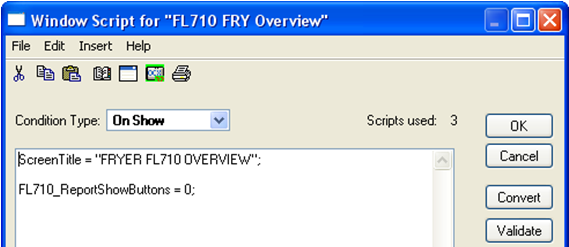 Window Script for "FL710 FRY Overview"
File Edit Insert Help
Condition Type: On Show Scripts used: 3
OK
Cancel
Convert
Validate
ScreenTitle = "FRYER FL710 OVERVIEW";
FL710_ReportShowButtons = 0;